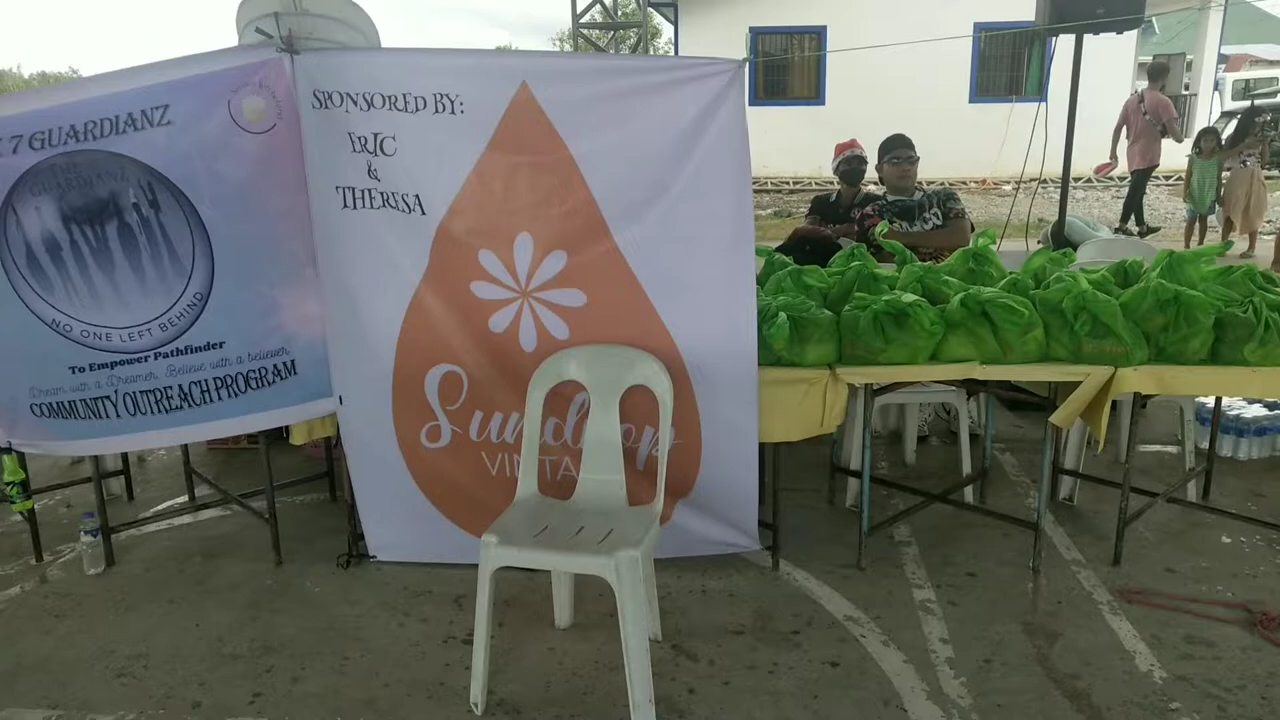 7 GUARDIANZ
THE
GUARDIANZ
NO ONE LEFT BEHIND
To Empower Pathfinder
Dream with a Dreamer, Believe with a believer
COMMUNITY OUTREACH PROGRAM
SPONSORED BY:
ERIC
&
THERESA
Sundrop